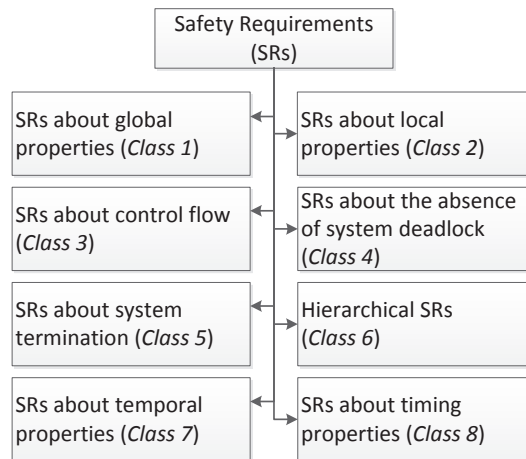 Safety Requirements
(SRs)
SRs about global
properties (Class 1)
SRs about local
properties (Class 2)
SRs about control flow
(Class 3)
SRs about the absence
of system deadlock
(Class 4)
SRs about system
termination (Class 5)
Hierarchical SRs
(Class 6)
SRs about temporal
properties (Class 7)
SRs about timing
properties (Class 8)